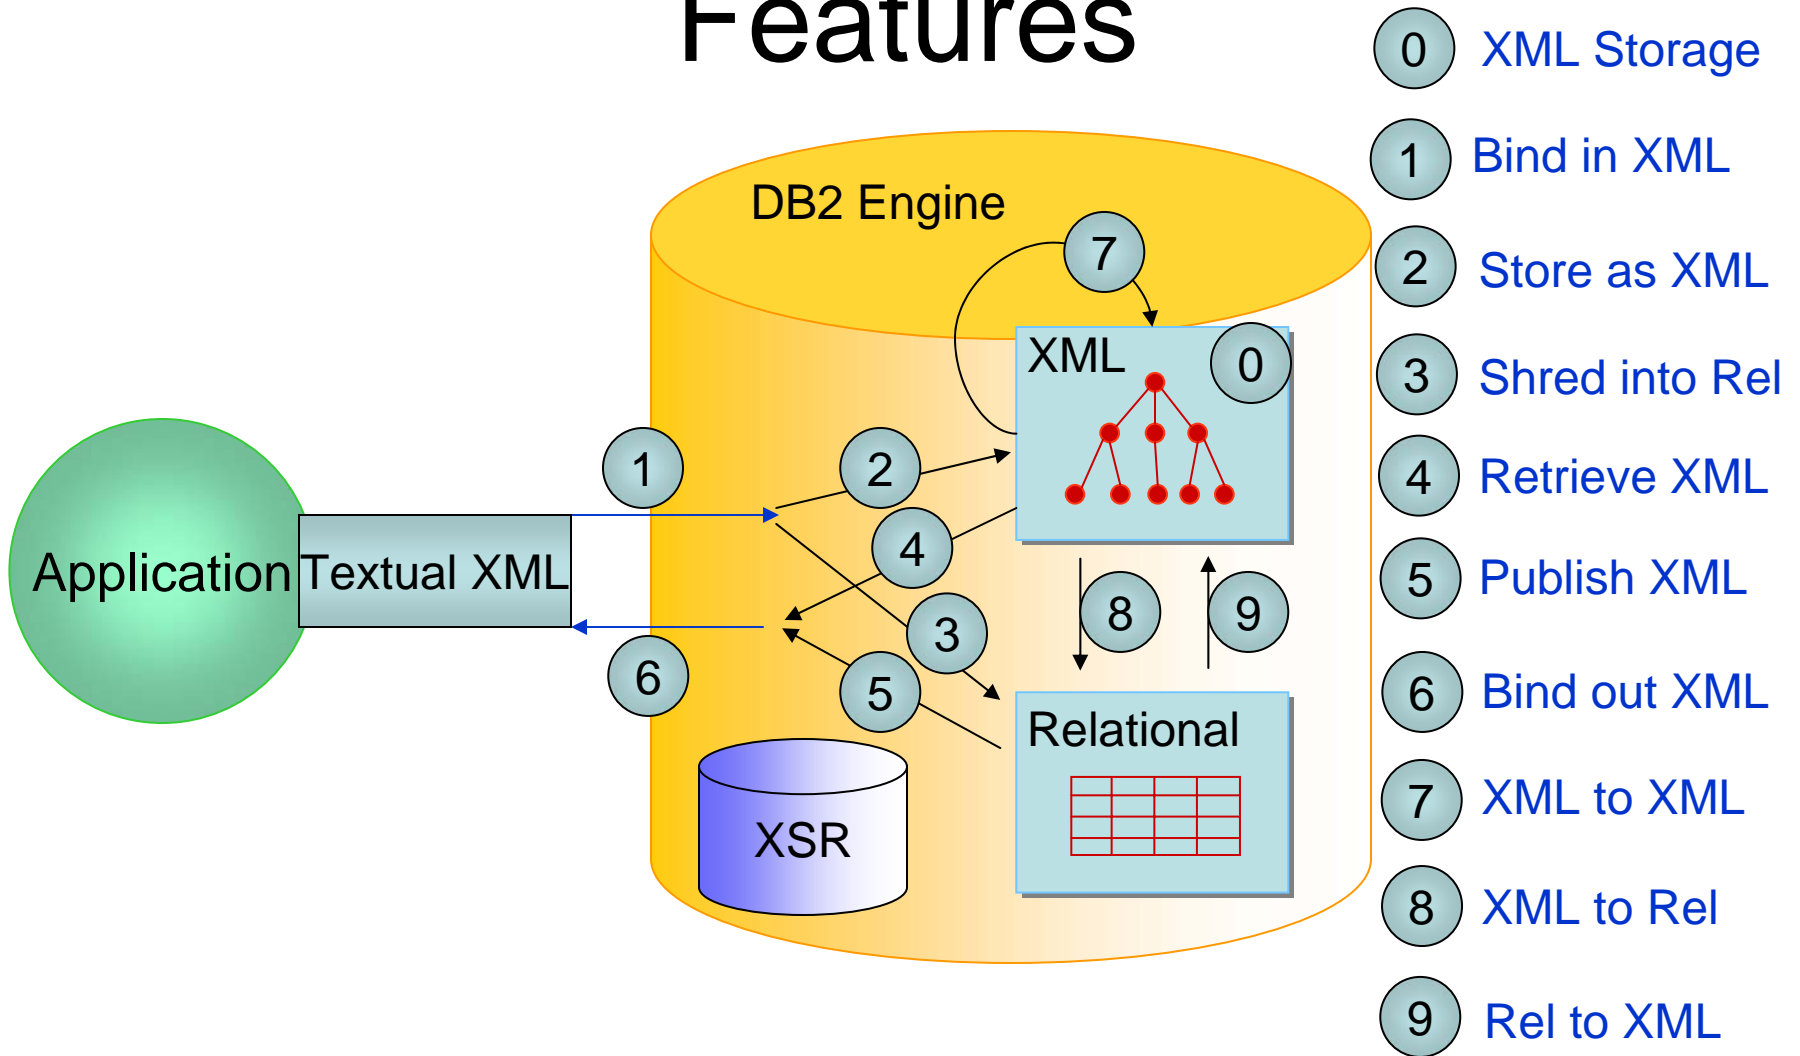 Features
0 XML Storage
1 Bind in XML
2 Store as XML
3 Shred into Rel
4 Retrieve XML
5 Publish XML
6 Bind out XML
7 XML to XML
8 XML to Rel
9 Rel to XML
DB2 Engine
7
XML 0
1
2
4
Application
Textual XML
8
9
3
6
5
Relational
XSR